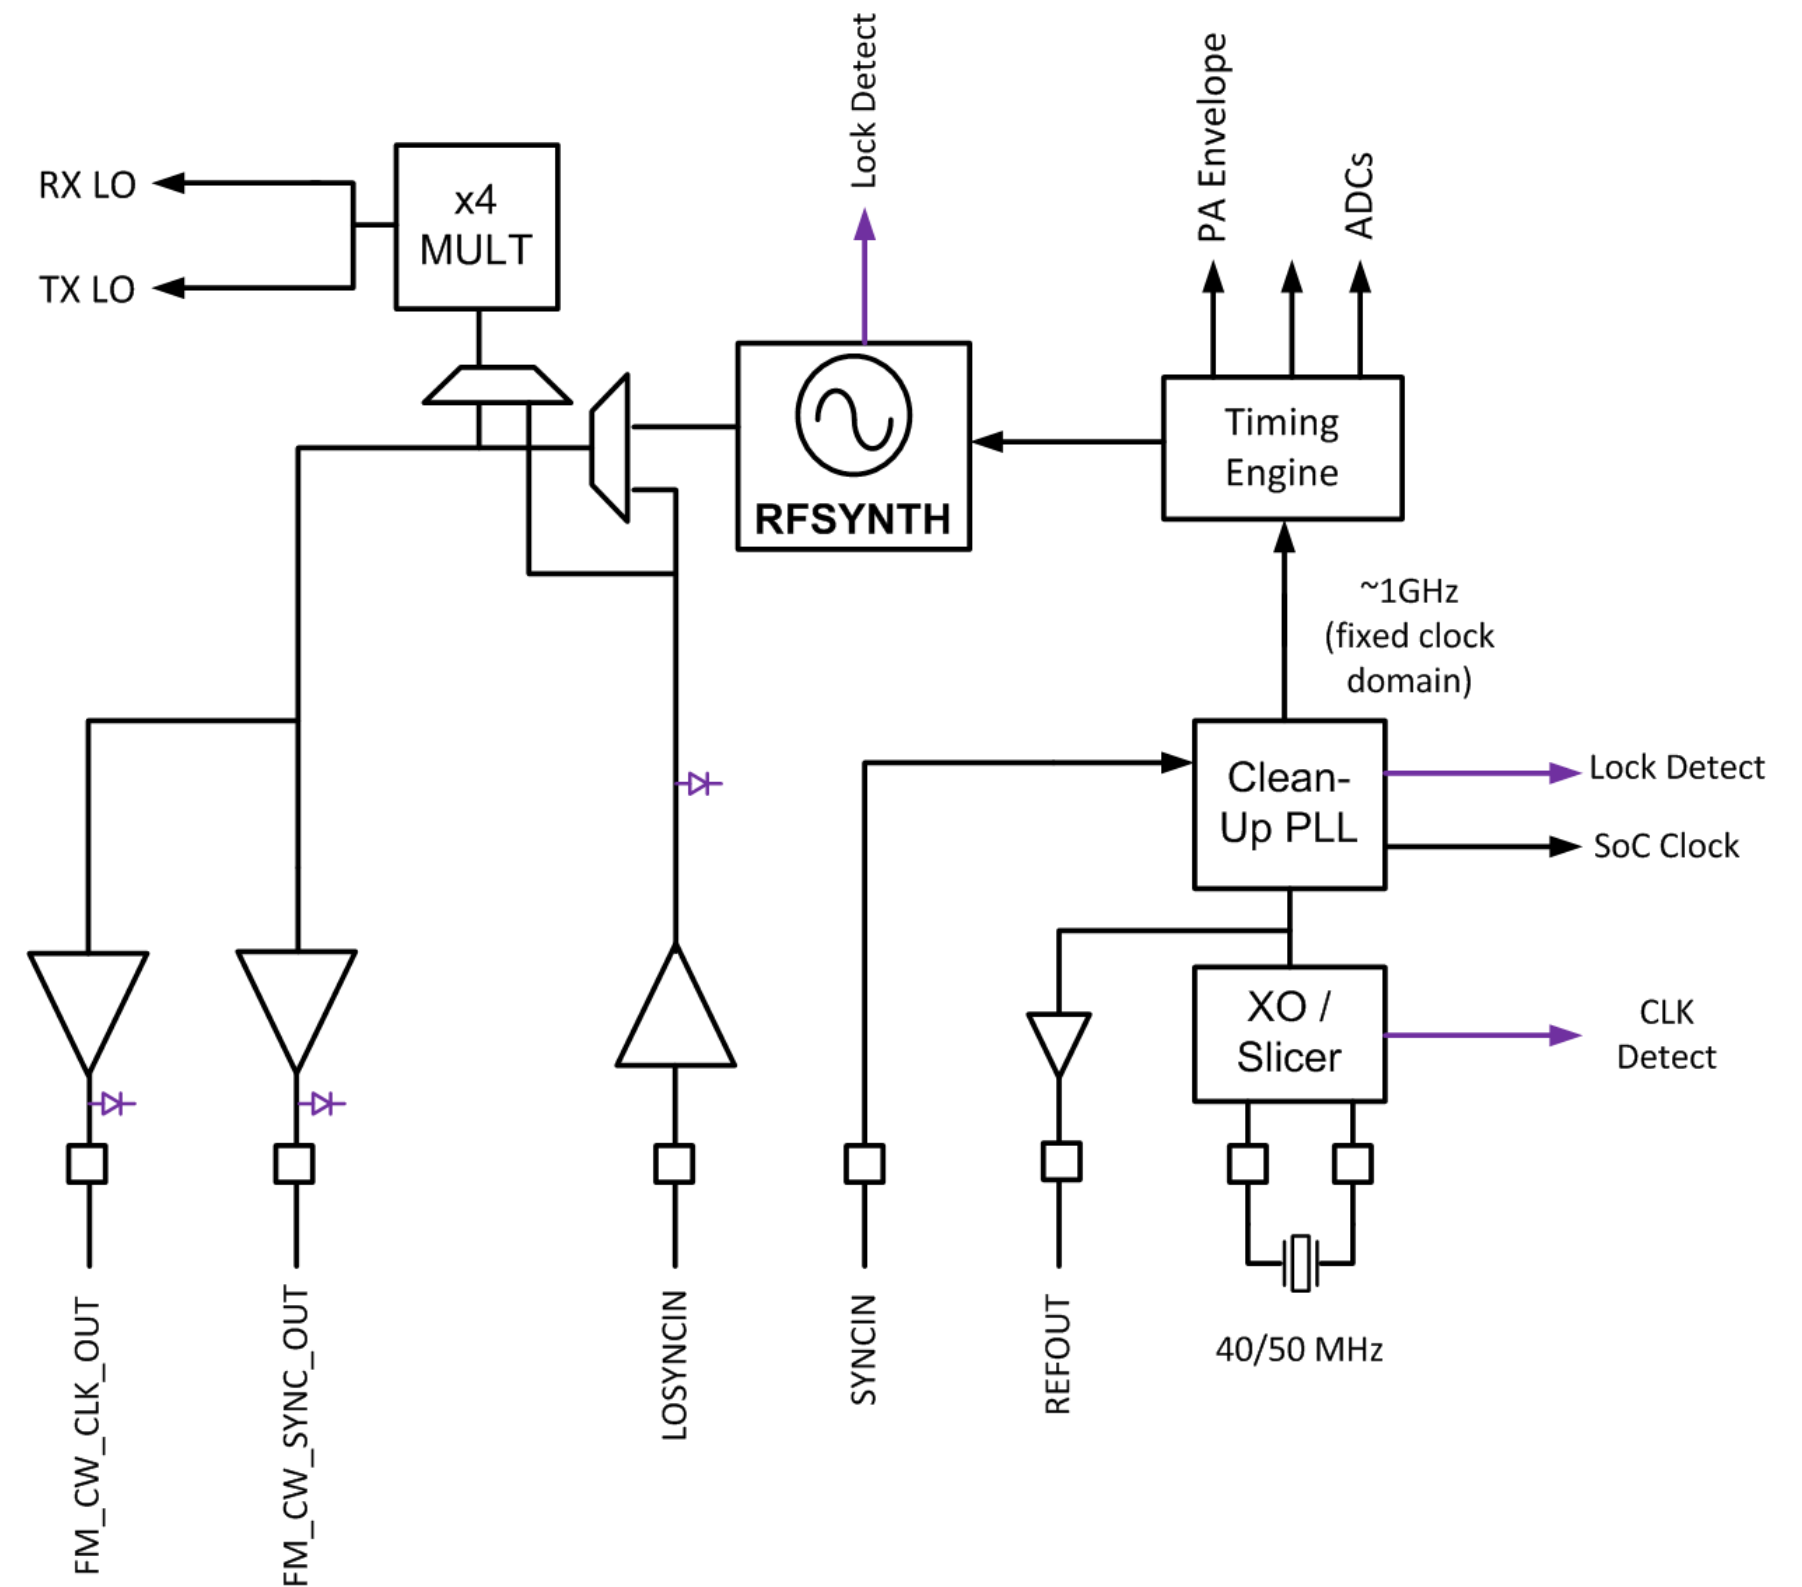 Lock Detect
PA Envelope
ADCs
RX LO
TX LO
x4
MULT
RFSYNTH
Timing
Engine
~1GHz
(fixed clock
domain)
Clean-
Up PLL
Lock Detect
SoC Clock
XO /
Slicer
CLK
Detect
40/50 MHz
FM_CW_CLK_OUT
FM_CW_SYNC_OUT
LOSYNCIN
SYNCIN
REFOUT